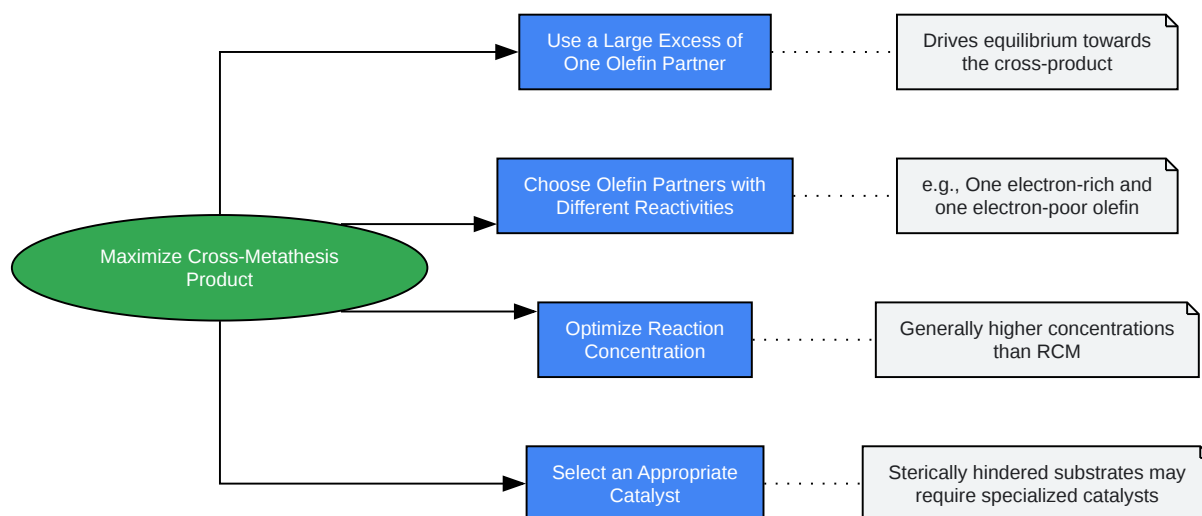 Use a Large Excess of
One Olefin Partner
Drives equilibrium towards
the cross-product
Choose Olefin Partners with
Different Reactivities
e.g., One electron-rich and
one electron-poor olefin
Maximize Cross-Metathesis
Product
Optimize Reaction
Concentration
Generally higher concentrations
than RCM
Select an Appropriate
Catalyst
Sterically hindered substrates may
require specialized catalysts